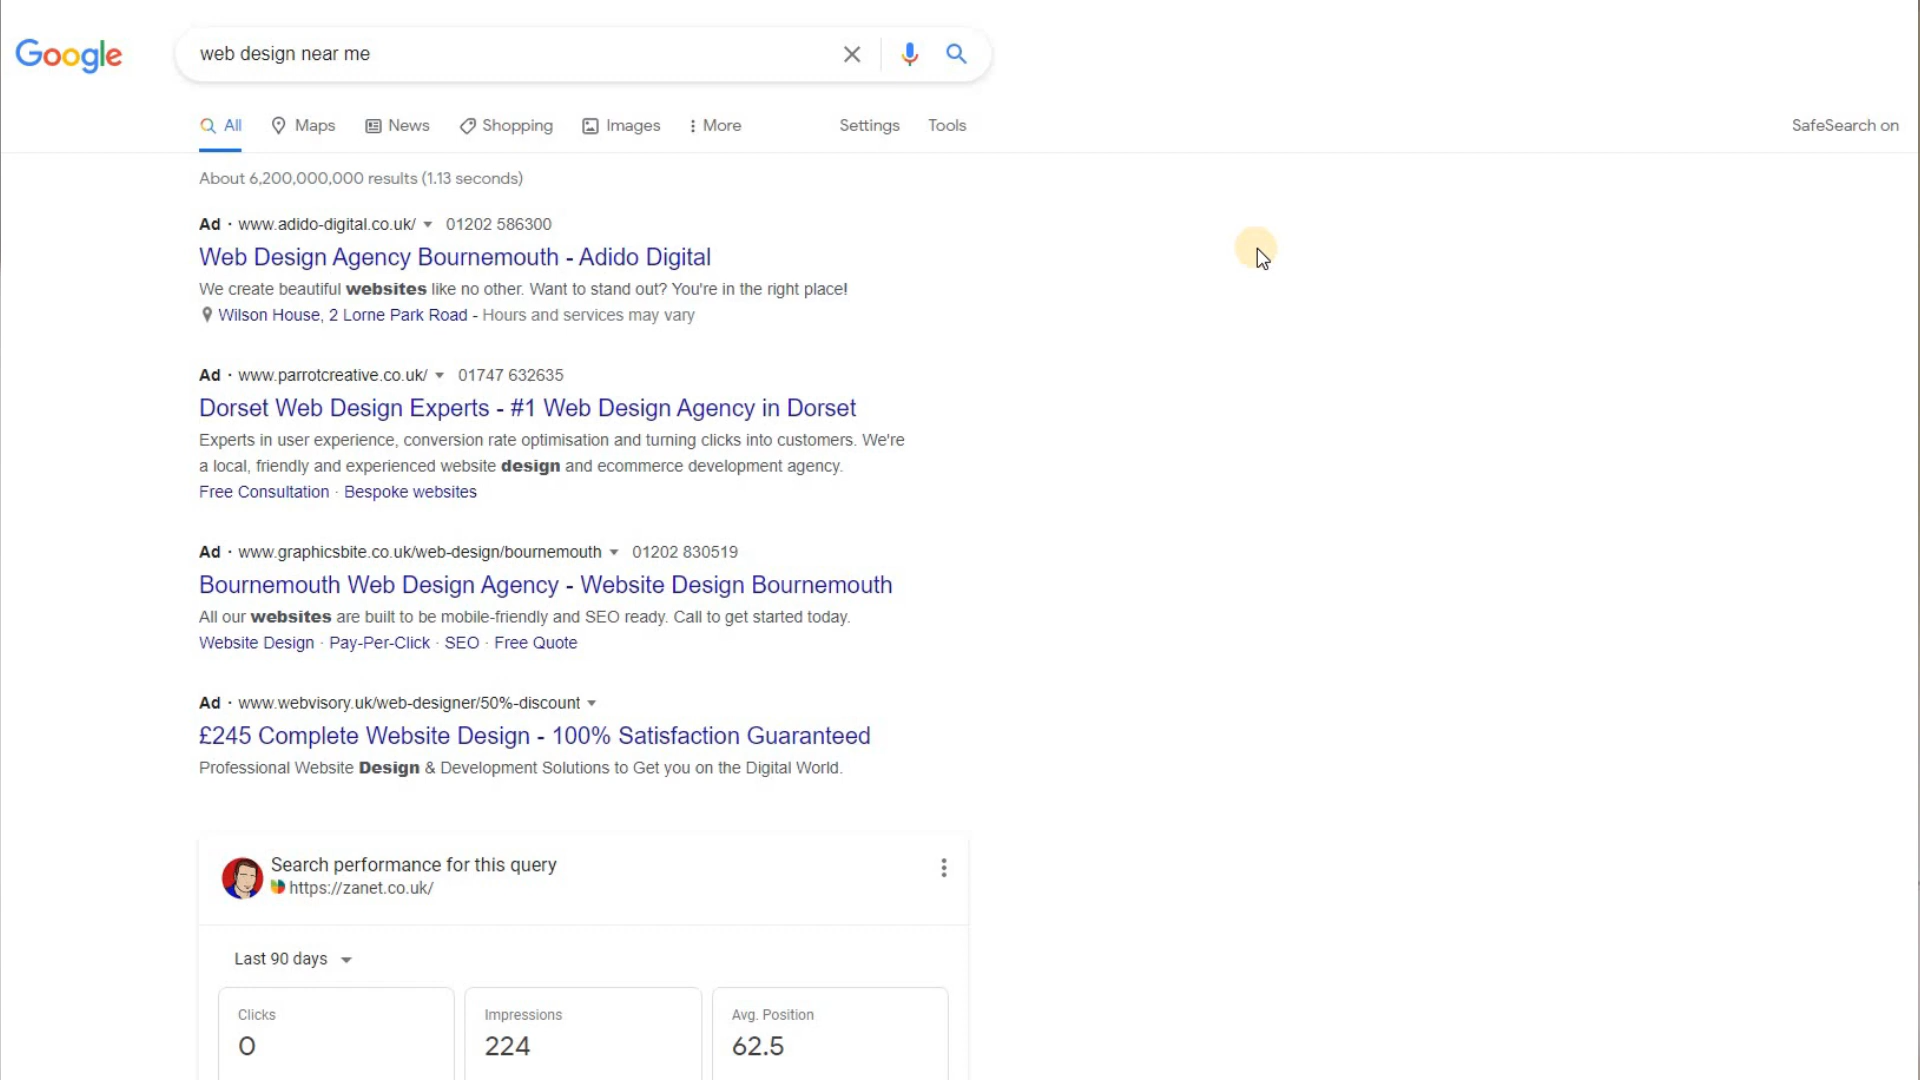 Google
web design near me
All Maps News Shopping Images More Settings Tools SafeSearch on
About 6,200,000,000 results (1.13 seconds)
Ad · www.adido-digital.co.uk/ 01202 586300
Web Design Agency Bournemouth - Adido Digital
We create beautiful websites like no other. Want to stand out? You're in the right place!
Wilson House, 2 Lorne Park Road - Hours and services may vary
Ad · www.parrotcreative.co.uk/ 01747 632635
Dorset Web Design Experts - #1 Web Design Agency in Dorset
Experts in user experience, conversion rate optimisation and turning clicks into customers. We're
a local, friendly and experienced website design and ecommerce development agency.
Free Consultation · Bespoke websites
Ad · www.graphicsbite.co.uk/web-design/bournemouth 01202 830519
Bournemouth Web Design Agency - Website Design Bournemouth
All our websites are built to be mobile-friendly and SEO ready. Call to get started today.
Website Design · Pay-Per-Click · SEO · Free Quote
Ad · www.webvisory.uk/web-designer/50%-discount
£245 Complete Website Design - 100% Satisfaction Guaranteed
Professional Website Design & Development Solutions to Get you on the Digital World.
Search performance for this query
https://zanet.co.uk/
Last 90 days
Clicks Impressions Avg. Position
0 224 62.5